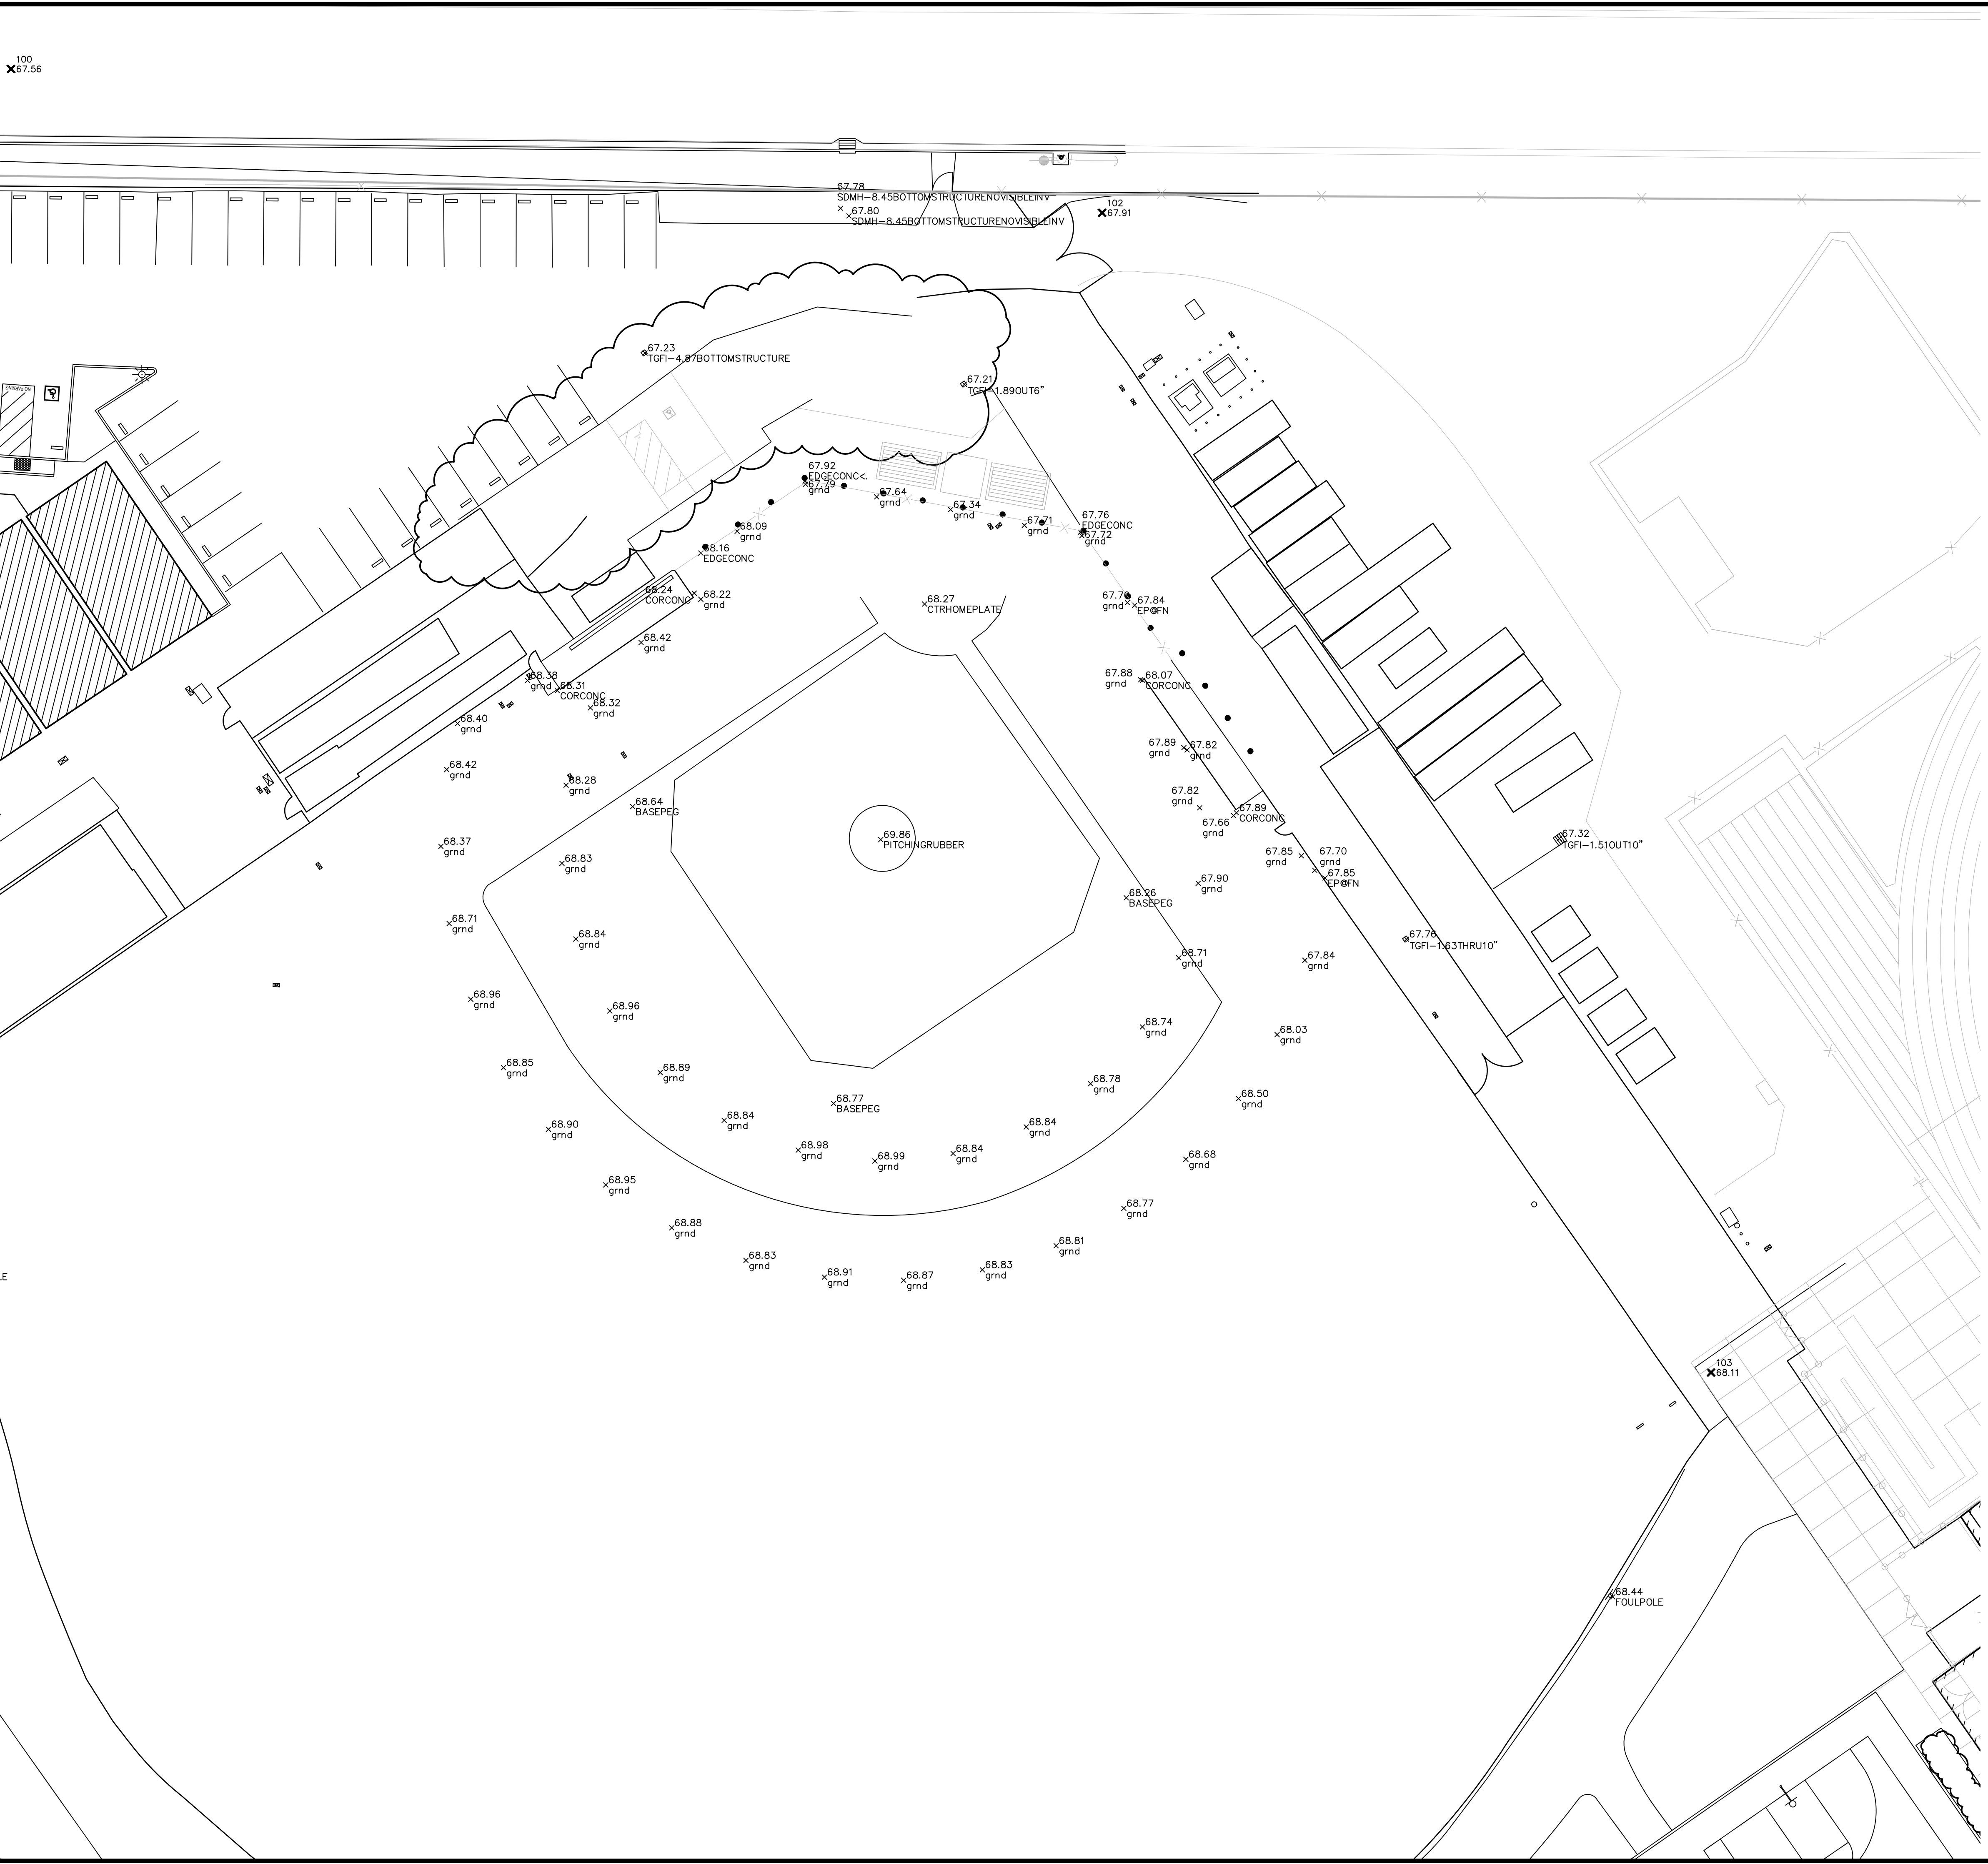 100
67.56
67.78
SDMH-8.45BOTTOMSTRUCTURENOVISIBLEINV
67.80
SDMH-8.45BOTTOMSTRUCTURENOVISIBLEINV
102
67.91
67.23
TGFI-4.87BOTTOMSTRUCTURE
67.21
TGFI-1.89OUT6"
NO PARKING
67.92
EDGECONC<.
67.79
grnd
67.64
grnd
67.34
grnd
67.71
grnd
67.76
EDGECONC
67.72
grnd
68.09
grnd
68.16
EDGECONC
68.24
CORCONC
68.22
grnd
68.27
CTRHOMEPLATE
67.79
grnd
67.84
EP@FN
68.42
grnd
68.38
grnd
68.31
CORCONC
68.32
grnd
67.88
grnd
68.07
CORCONC
68.40
grnd
67.89
grnd
67.82
grnd
68.42
grnd
68.28
grnd
68.64
BASEPEG
67.82
grnd
67.66
grnd
67.89
CORCONC
69.86
PITCHINGRUBBER
67.32
TGFI-1.51OUT10"
68.37
grnd
68.83
grnd
67.85
grnd
67.70
grnd
67.85
EP@FN
67.90
grnd
68.26
BASEPEG
68.71
grnd
68.84
grnd
67.76
TGFI-1.63THRU10"
68.71
grnd
67.84
grnd
68.96
grnd
68.96
grnd
68.74
grnd
68.03
grnd
68.85
grnd
68.89
grnd
68.78
grnd
68.77
BASEPEG
68.50
grnd
68.90
grnd
68.84
grnd
68.84
grnd
68.98
grnd
68.99
grnd
68.84
grnd
68.68
grnd
68.95
grnd
68.77
grnd
68.88
grnd
68.81
grnd
68.83
grnd
68.91
grnd
68.87
grnd
68.83
grnd
LE
103
68.11
68.44
FOULPOLE